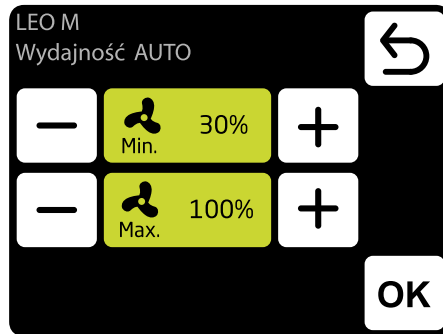 LEO M
Wydajność AUTO
Min. 30%
Max. 100%
OK